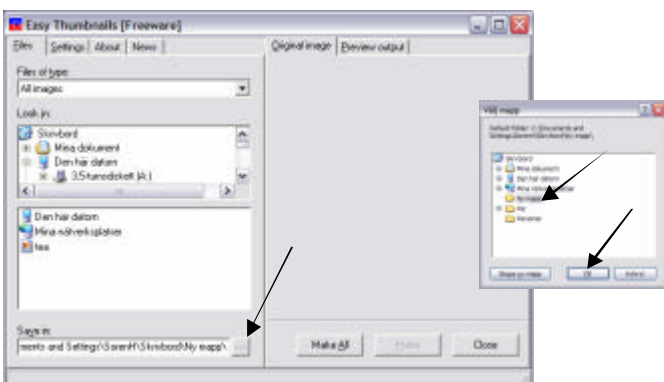 Easy Thumbnails [Freeware]
Files Settings About News
Original image Preview output
Files of type:
All images
Look in:
Skrivbord
Mina dokument
Den här datorn
3,5-tumsdiskett (A:)
Den här datorn
Mina nätverksplatser
Save in:
ments and Settings\SorenH\Skrivbord\Ny mapp\
...
Make All
Make
Close
Välj mapp
Default folder: C:\Documents and
Settings\SorenH\Skrivbord\Ny mapp\
Skrivbord
Mina dokument
Den här datorn
Mina nätverksplatser
Ny mapp
OK
Avbryt